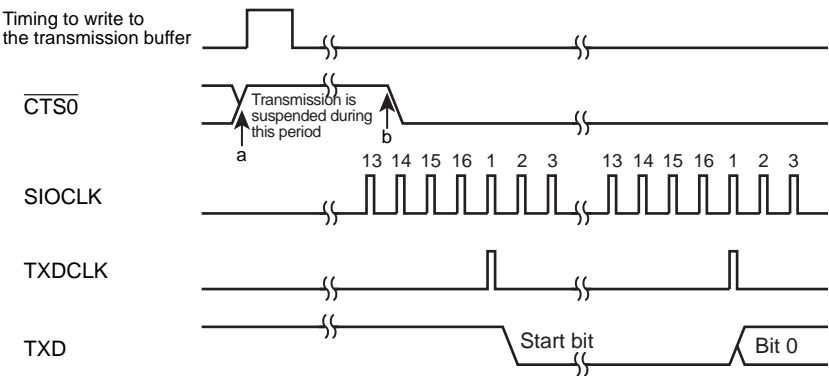 Timing to write to
the transmission buffer
CTS0
Transmission is
suspended during
this period
a
b
13 14 15 16 1 2 3 13 14 15 16 1 2 3
SIOCLK
TXDCLK
TXD
Start bit
Bit 0